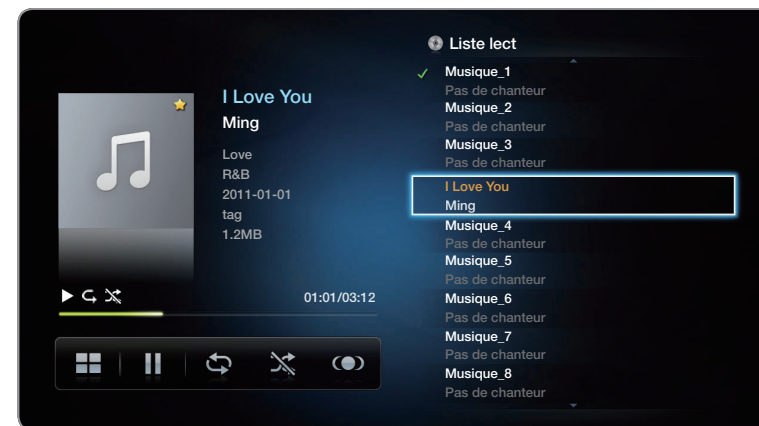 I Love You
Ming
Love
R&B
2011-01-01
tag
1.2MB
01:01/03:12
Liste lect
Musique_1
Pas de chanteur
Musique_2
Pas de chanteur
Musique_3
Pas de chanteur
I Love You
Ming
Musique_4
Pas de chanteur
Musique_5
Pas de chanteur
Musique_6
Pas de chanteur
Musique_7
Pas de chanteur
Musique_8
Pas de chanteur